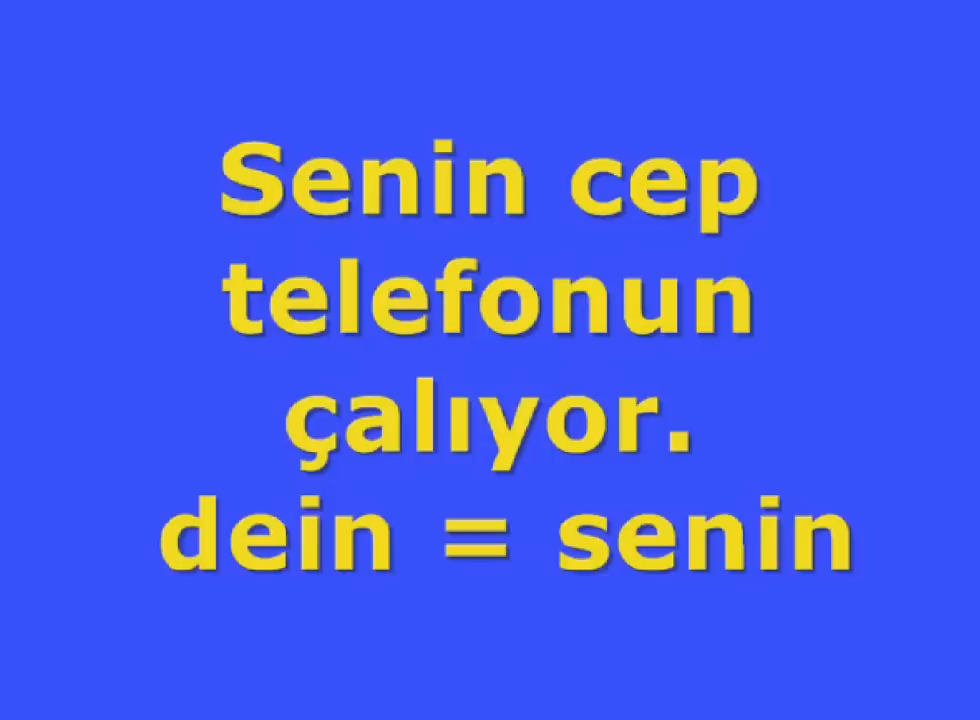 Senin cep
telefonun
çalıyor.
dein = senin